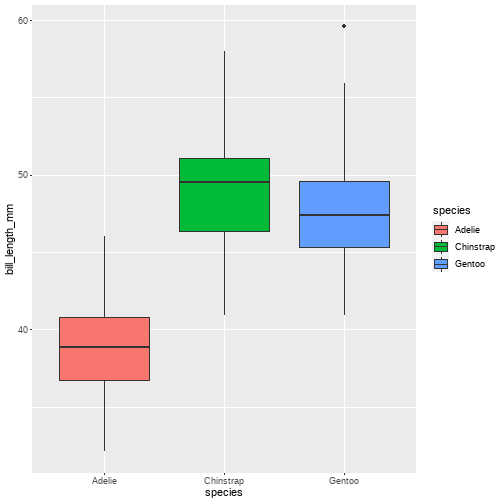 60
50
40
bill_length_mm
Adelie
Chinstrap
Gentoo
species
species
Adelie
Chinstrap
Gentoo